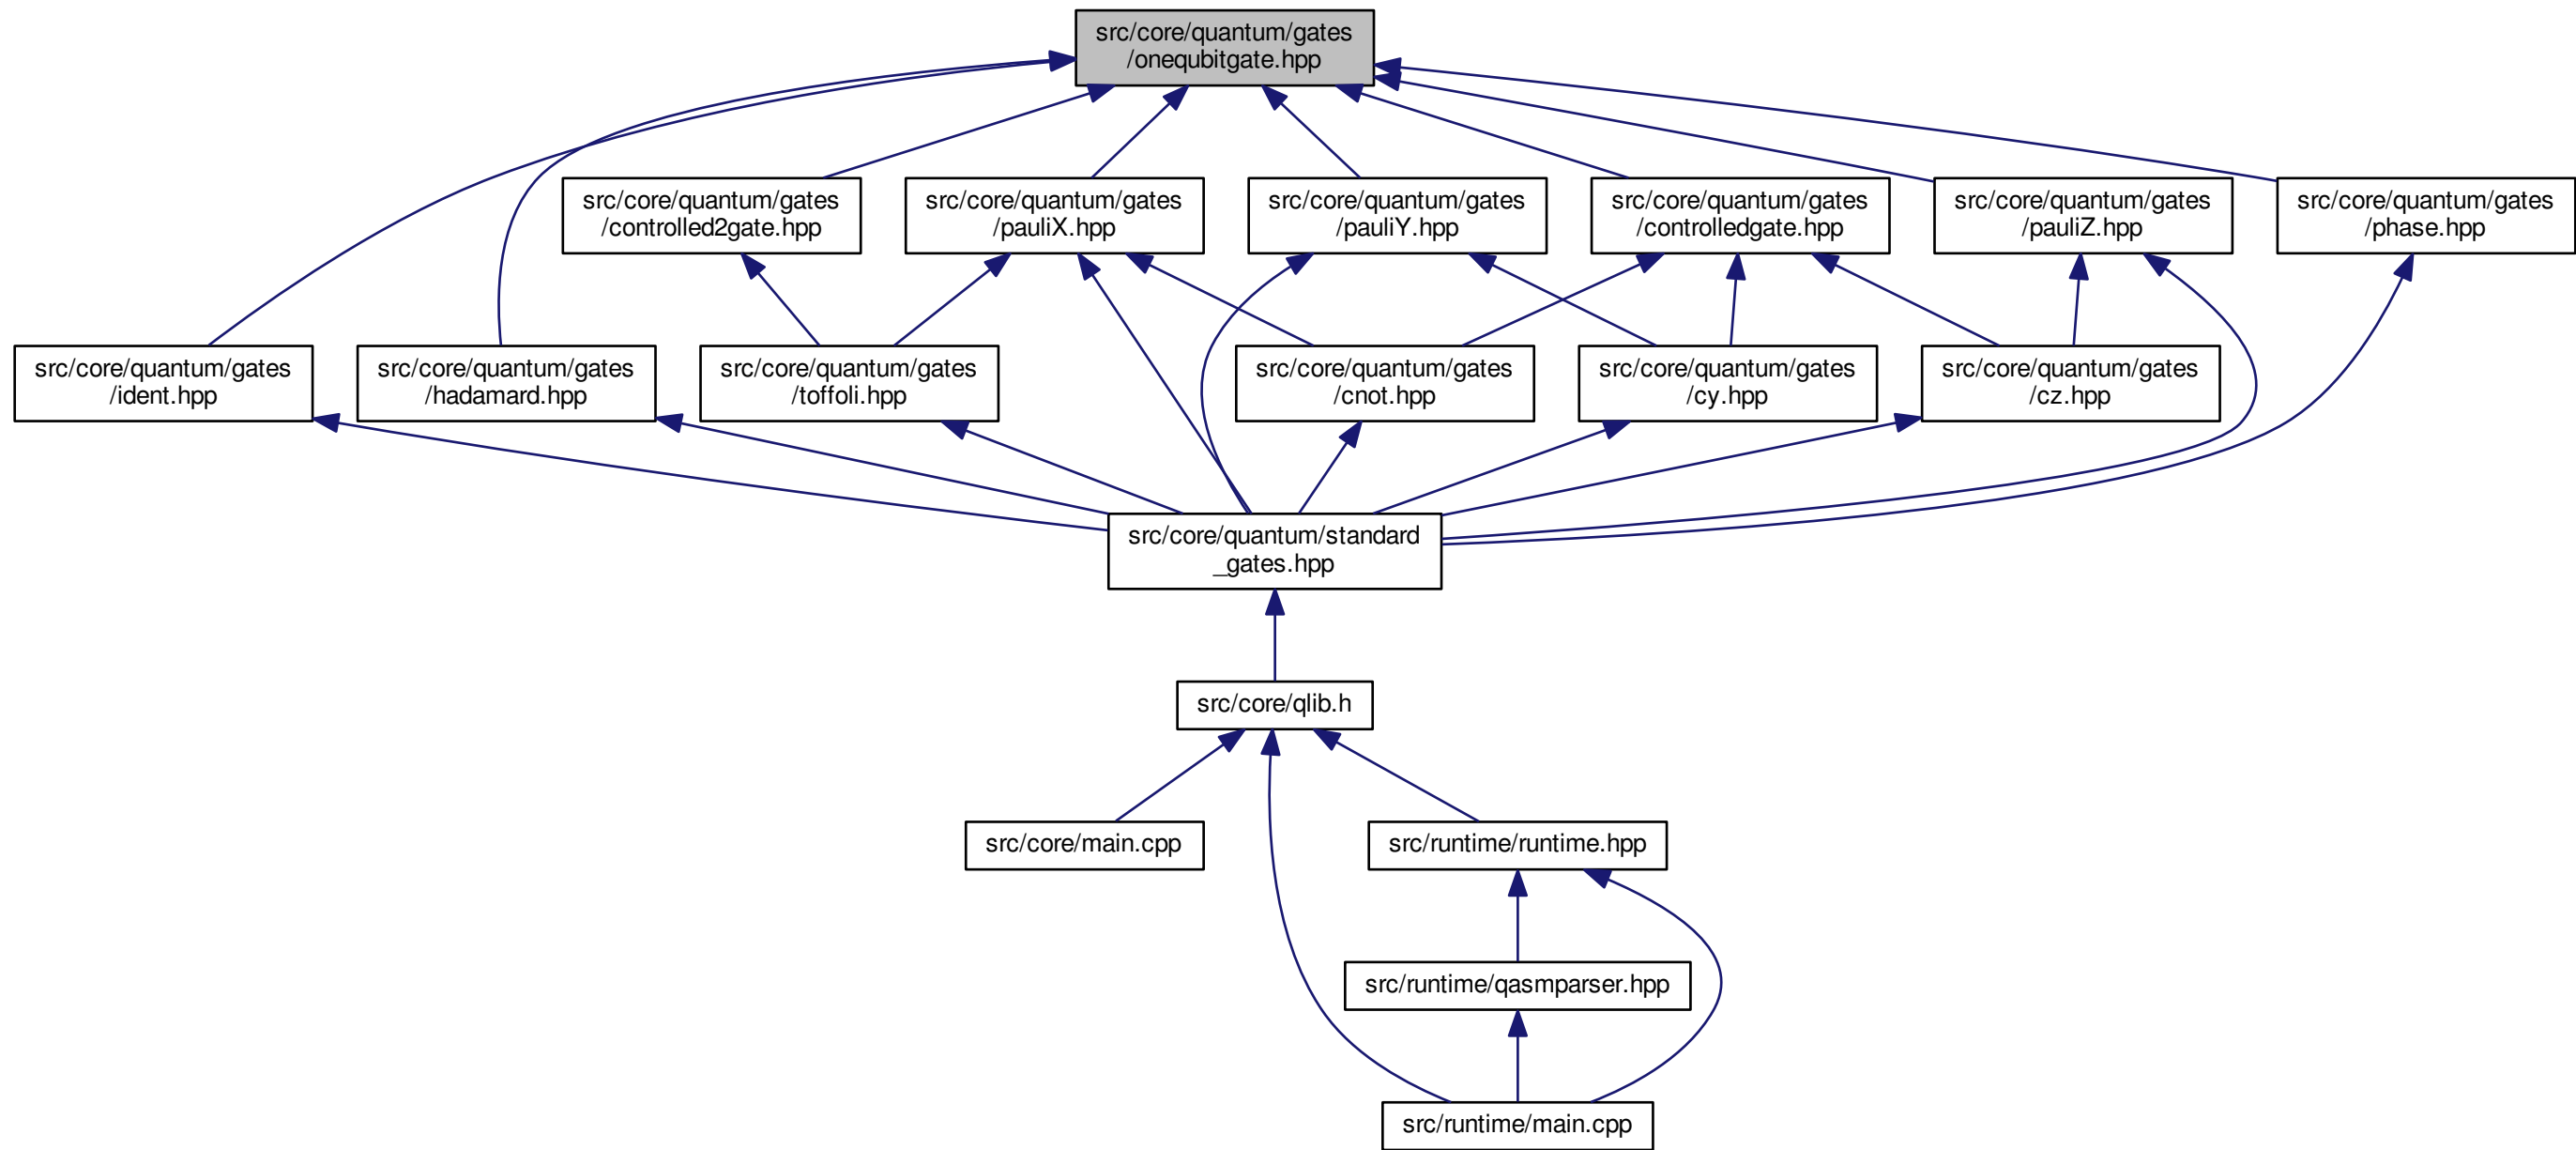 src/core/quantum/gates
/onequbitgate.hpp
src/core/quantum/gates
/controlled2gate.hpp
src/core/quantum/gates
/pauliX.hpp
src/core/quantum/gates
/pauliY.hpp
src/core/quantum/gates
/controlledgate.hpp
src/core/quantum/gates
/pauliZ.hpp
src/core/quantum/gates
/phase.hpp
src/core/quantum/gates
/ident.hpp
src/core/quantum/gates
/hadamard.hpp
src/core/quantum/gates
/toffoli.hpp
src/core/quantum/gates
/cnot.hpp
src/core/quantum/gates
/cy.hpp
src/core/quantum/gates
/cz.hpp
src/core/quantum/standard
_gates.hpp
src/core/qlib.h
src/core/main.cpp
src/runtime/runtime.hpp
src/runtime/qasmparser.hpp
src/runtime/main.cpp